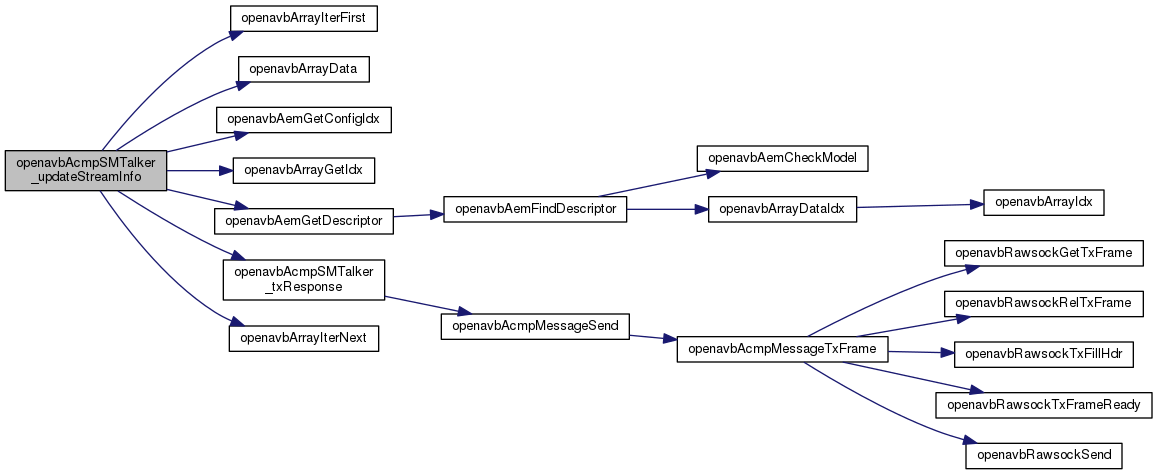 openavbArrayIterFirst
openavbArrayData
openavbAemGetConfigIdx
openavbAcmpSMTalker
_updateStreamInfo
openavbArrayGetIdx
openavbAemGetDescriptor
openavbAemFindDescriptor
openavbAemCheckModel
openavbArrayDataIdx
openavbArrayIdx
openavbAcmpSMTalker
_txResponse
openavbArrayIterNext
openavbAcmpMessageSend
openavbAcmpMessageTxFrame
openavbRawsockGetTxFrame
openavbRawsockRelTxFrame
openavbRawsockTxFillHdr
openavbRawsockTxFrameReady
openavbRawsockSend